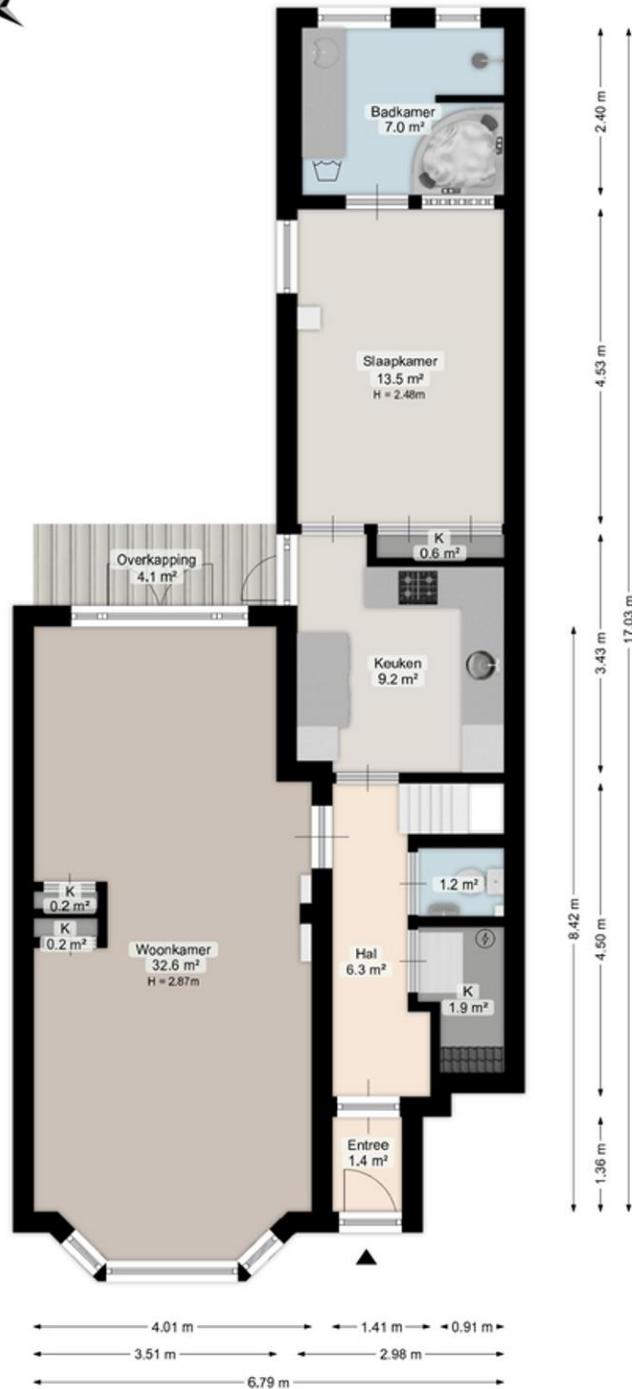 Badkamer
7.0 m²
2.40 m
Slaapkamer
13.5 m²
H = 2.48m
4.53 m
K
0.6 m²
Overkapping
4.1 m²
Keuken
9.2 m²
3.43 m
17.03 m
1.2 m²
K
0.2 m²
K
0.2 m²
Woonkamer
32.6 m²
H = 2.87m
Hal
6.3 m²
K
1.9 m²
8.42 m
4.50 m
Entree
1.4 m²
1.36 m
4.01 m
1.41 m
0.91 m
3.51 m
2.98 m
6.79 m